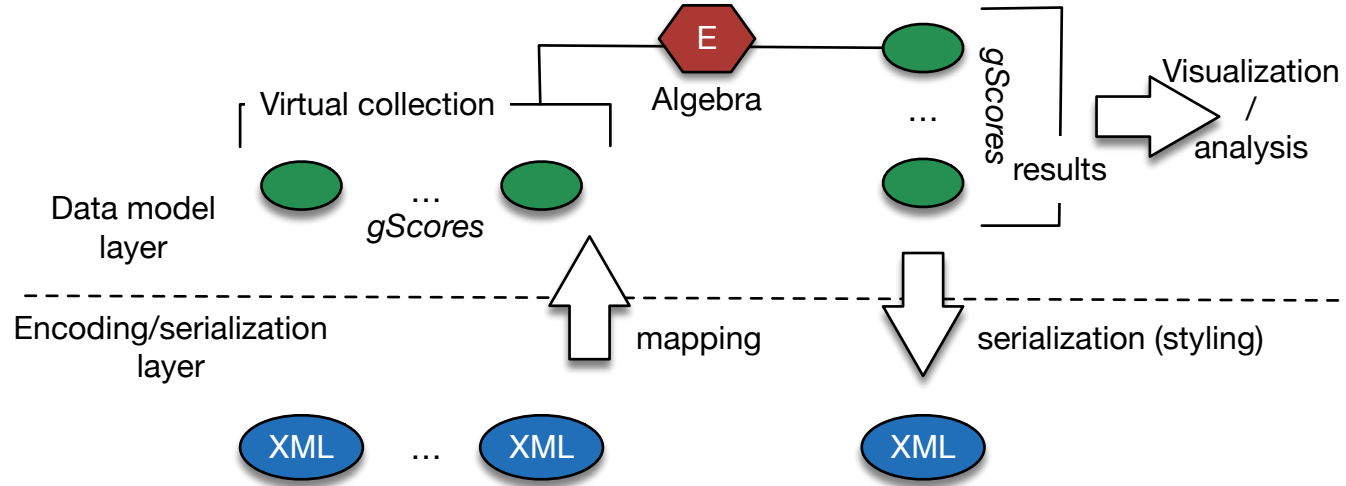 E
Algebra
Virtual collection
...
gScores
Data model
layer
...
gScores
results
Visualization
/
analysis
Encoding/serialization
layer
mapping
serialization (styling)
XML
...
XML
XML